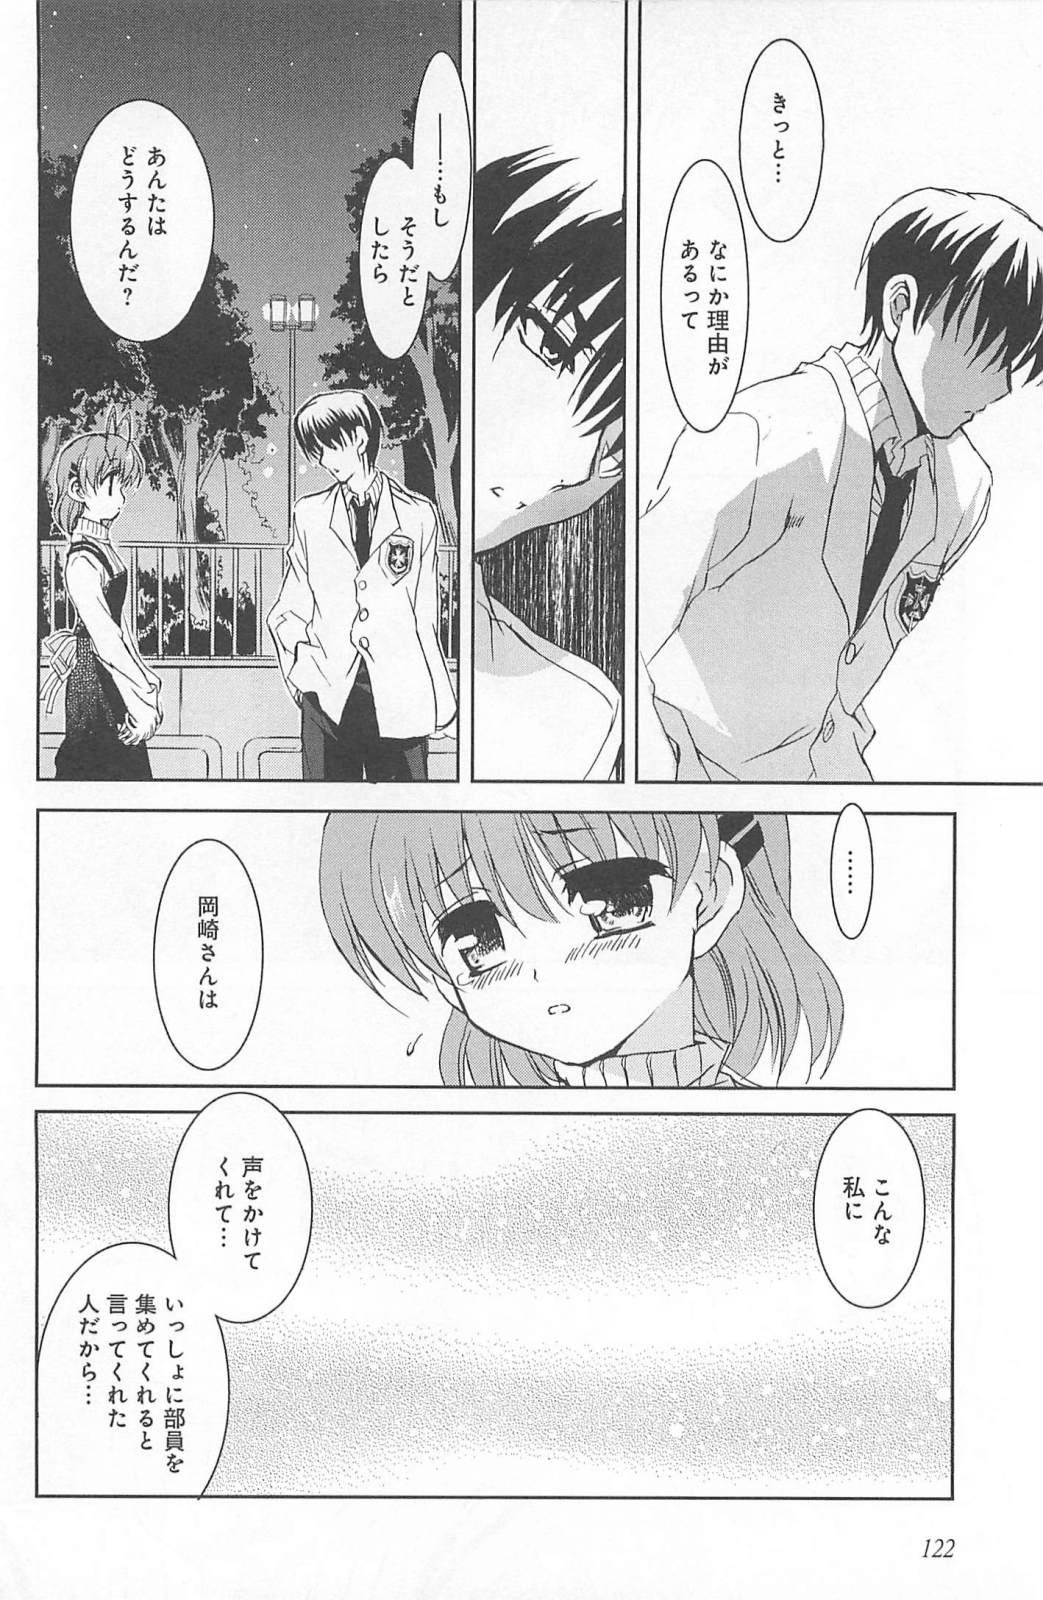 きっと…
なにか理由が
あるって
――…もし
そうだと
したら
あんたは
どうするんだ？
……
岡崎さんは
こんな
私に
声をかけて
くれて…
いっしょに部員を
集めてくれると
言ってくれた
人だから…
122